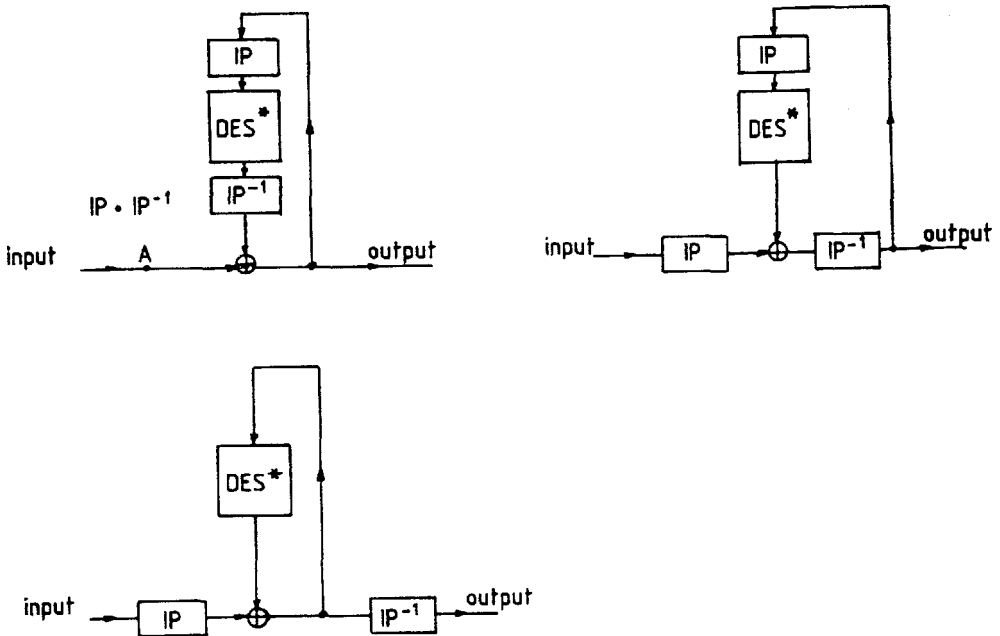 IP
DES*
IP⁻¹
IP • IP⁻¹
input
A
output
IP
DES*
input
IP
IP⁻¹
output
DES*
input
IP
IP⁻¹
output